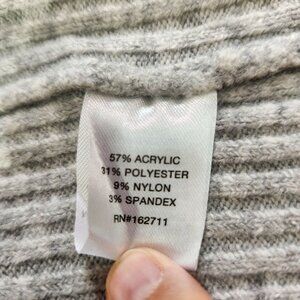 57% ACRYLIC
31% POLYESTER
9% NYLON
3% SPANDEX
RN#162711